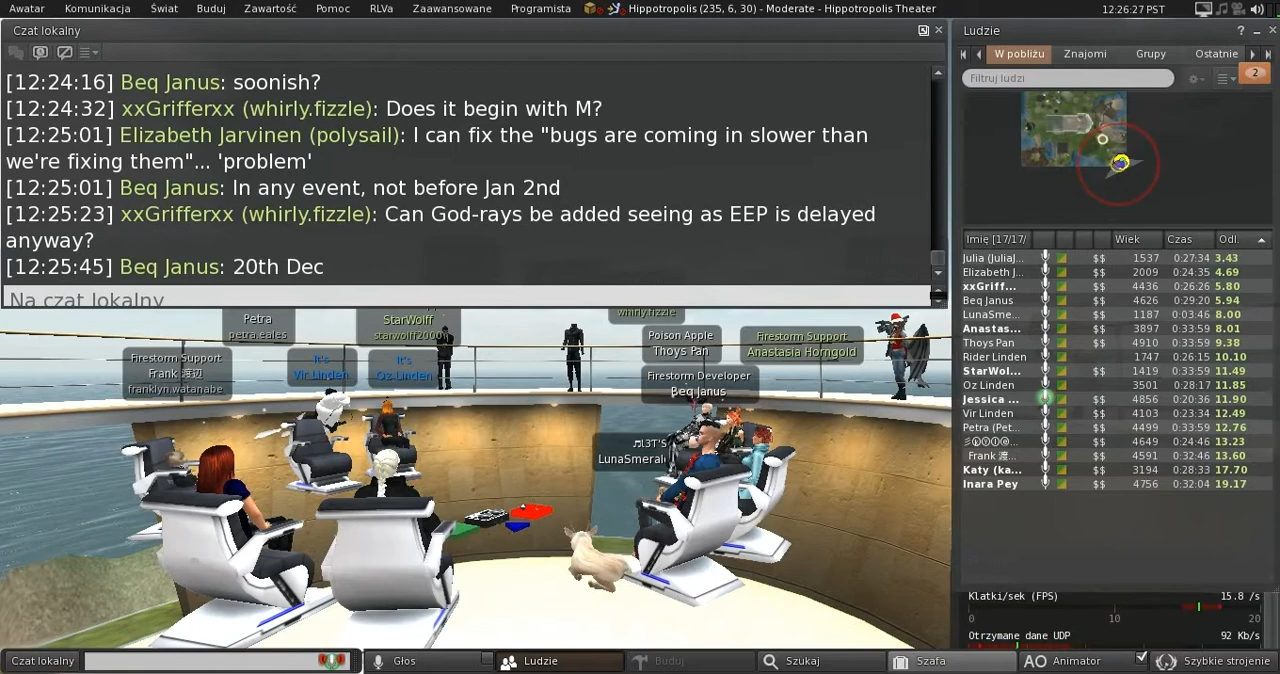 Awatar Komunikacja Świat Buduj Zawartość Pomoc RLVa Zaawansowane Programista Hippotropolis (235, 6, 30) - Moderate - Hippotropolis Theater 12:26:27 PST
Czat lokalny
[12:24:16] Beq Janus: soonish?
[12:24:32] xxGrifferxx (whirly.fizzle): Does it begin with M?
[12:25:01] Elizabeth Jarvinen (polysail): I can fix the "bugs are coming in slower than
we're fixing them"... 'problem'
[12:25:01] Beq Janus: In any event, not before Jan 2nd
[12:25:23] xxGrifferxx (whirly.fizzle): Can God-rays be added seeing as EEP is delayed
anyway?
[12:25:45] Beq Janus: 20th Dec
Na czat lokalny
Petra
petra.eales
StarWolff
starwolff2000
whirly.fizzle
Poison Apple
Thoys Pan
Firestorm Support
Anastasia Horngold
Firestorm Support
Frank 渡辺
franklyn.watanabe
It's
Vir Linden
It's
Oz Linden
Firestorm Developer
Beq Janus
♬L3T'S
LunaSmeral
Ludzie ?
W pobliżu Znajomi Grupy Ostatnie
2
Filtruj ludzi
Imię [17/17/ Wiek Czas Odl.
Julia (JuliaJ... $$ 1537 0:27:34 3.43
Elizabeth J... $$ 2009 0:24:35 4.69
xxGriff... $$ 4436 0:26:26 5.80
Beq Janus $$ 4626 0:29:20 5.94
LunaSme... $$ 1187 0:03:46 8.00
Anastas... $$ 3897 0:33:59 8.01
Thoys Pan $$ 4910 0:33:59 9.38
Rider Linden 1747 0:26:15 10.10
StarWol... $$ 1419 0:33:59 11.49
Oz Linden 3501 0:28:17 11.85
Jessica ... $$ 4856 0:20:36 11.90
Vir Linden $$ 4103 0:23:34 12.49
Petra (Pet... $$ 4499 0:33:59 12.76
$$ 4649 0:24:46 13.23
Frank 渡... $$ 4591 0:32:46 13.60
Katy (ka... $$ 3194 0:28:33 17.70
Inara Pey $$ 4756 0:32:04 19.17
Klatki/sek (FPS) 15.8 /s
0 10 20
Otrzymane dane UDP 92 Kb/s
Czat lokalny Głos Ludzie Buduj Szukaj Szafa AO Animator Szybkie strojenie